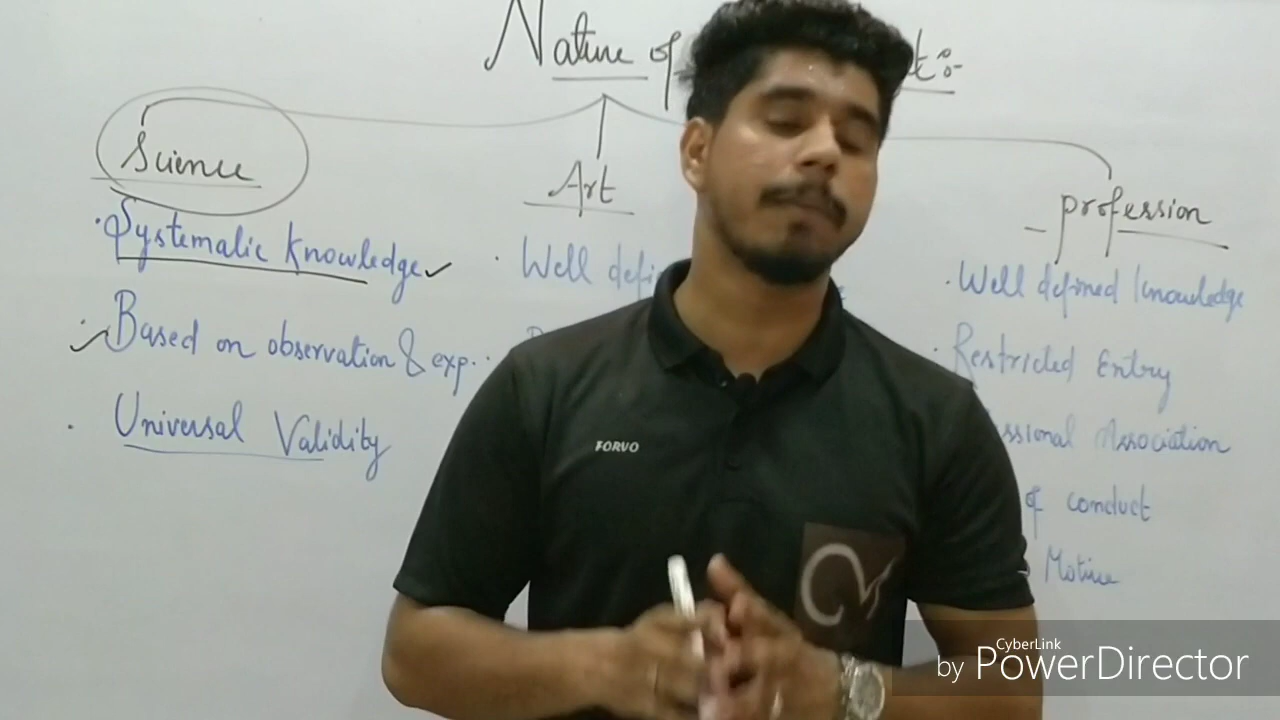 Nature of t:-
Science
Art
profession
Systematic knowledge
Based on observation & exp..
Universal Validity
Well defi
Well defined knowledge
Restricted Entry
ssional Association
of conduct
Motive
FORVO
CyberLink
by PowerDirector